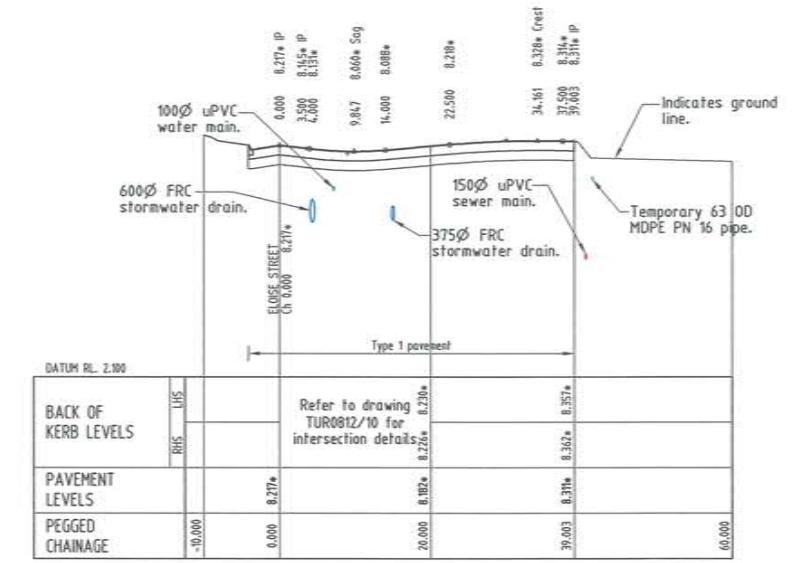 0.000 8.217* IP
3.500 8.145* IP
4.000 8.131*
9.847 8.060* Sag
14.000 8.088*
22.500 8.218*
34.161 8.328* Crest
37.500 8.314*
39.003 8.311* IP
100Ø uPVC
water main.
Indicates ground
line.
600Ø FRC
stormwater drain.
150Ø uPVC
sewer main.
Temporary 63 OD
MDPE PN 16 pipe.
375Ø FRC
stormwater drain.
ELOISE STREET
Ch 0.000 8.217*
Type 1 pavement
DATUM RL. 2.100
BACK OF
KERB LEVELS
LHS
RHS
Refer to drawing
TUR0812/10 for
intersection details.
8.230*
8.357*
8.226*
8.362*
PAVEMENT
LEVELS
8.217*
8.182*
8.311*
PEGGED
CHAINAGE
-10.000
0.000
20.000
39.003
60.000